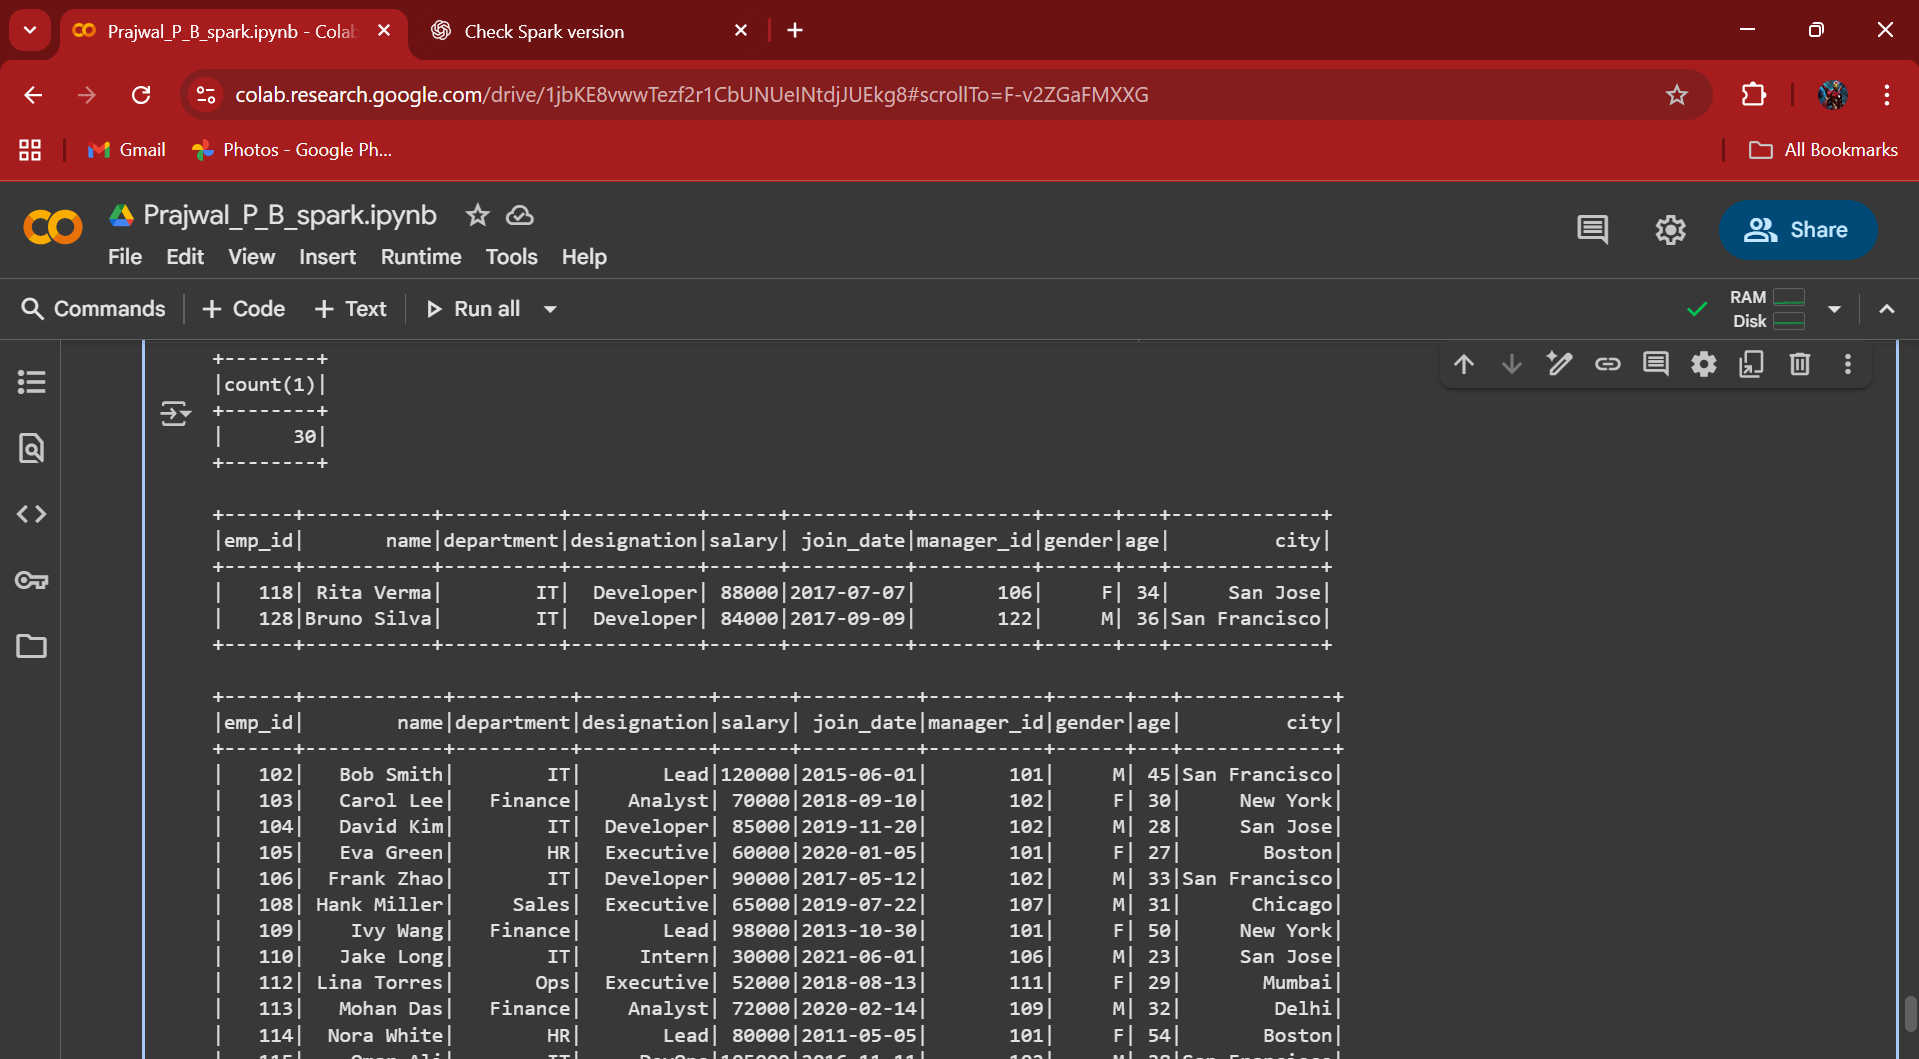 Prajwal_P_B_spark.ipynb - Colab
Check Spark version
colab.research.google.com/drive/1jbKE8vwwTezf2r1CbUNUeINtdjJUEkg8#scrollTo=F-v2ZGaFMXXG
Gmail
Photos - Google Ph...
All Bookmarks
Prajwal_P_B_spark.ipynb
Share
File Edit View Insert Runtime Tools Help
Commands + Code + Text Run all
RAM
Disk
+--------+
|count(1)|
+--------+
|      30|
+--------+
+------+-----------+----------+-----------+------+----------+----------+------+---+-------------+
|emp_id|       name|department|designation|salary| join_date|manager_id|gender|age|         city|
+------+-----------+----------+-----------+------+----------+----------+------+---+-------------+
|   118| Rita Verma|        IT|  Developer| 88000|2017-07-07|       106|     F| 34|     San Jose|
|   128|Bruno Silva|        IT|  Developer| 84000|2017-09-09|       122|     M| 36|San Francisco|
+------+-----------+----------+-----------+------+----------+----------+------+---+-------------+
+------+------------+----------+-----------+------+----------+----------+------+---+-------------+
|emp_id|        name|department|designation|salary| join_date|manager_id|gender|age|         city|
+------+------------+----------+-----------+------+----------+----------+------+---+-------------+
|   102|   Bob Smith|        IT|       Lead|120000|2015-06-01|       101|     M| 45|San Francisco|
|   103|   Carol Lee|   Finance|    Analyst| 70000|2018-09-10|       102|     F| 30|     New York|
|   104|   David Kim|        IT|  Developer| 85000|2019-11-20|       102|     M| 28|     San Jose|
|   105|   Eva Green|        HR|  Executive| 60000|2020-01-05|       101|     F| 27|       Boston|
|   106|  Frank Zhao|        IT|  Developer| 90000|2017-05-12|       102|     M| 33|San Francisco|
|   108| Hank Miller|     Sales|  Executive| 65000|2019-07-22|       107|     M| 31|      Chicago|
|   109|    Ivy Wang|   Finance|       Lead| 98000|2013-10-30|       101|     F| 50|     New York|
|   110|   Jake Long|        IT|     Intern| 30000|2021-06-01|       106|     M| 23|     San Jose|
|   112| Lina Torres|       Ops|  Executive| 52000|2018-08-13|       111|     F| 29|       Mumbai|
|   113|   Mohan Das|   Finance|    Analyst| 72000|2020-02-14|       109|     M| 32|        Delhi|
|   114|  Nora White|        HR|       Lead| 80000|2011-05-05|       101|     F| 54|       Boston|